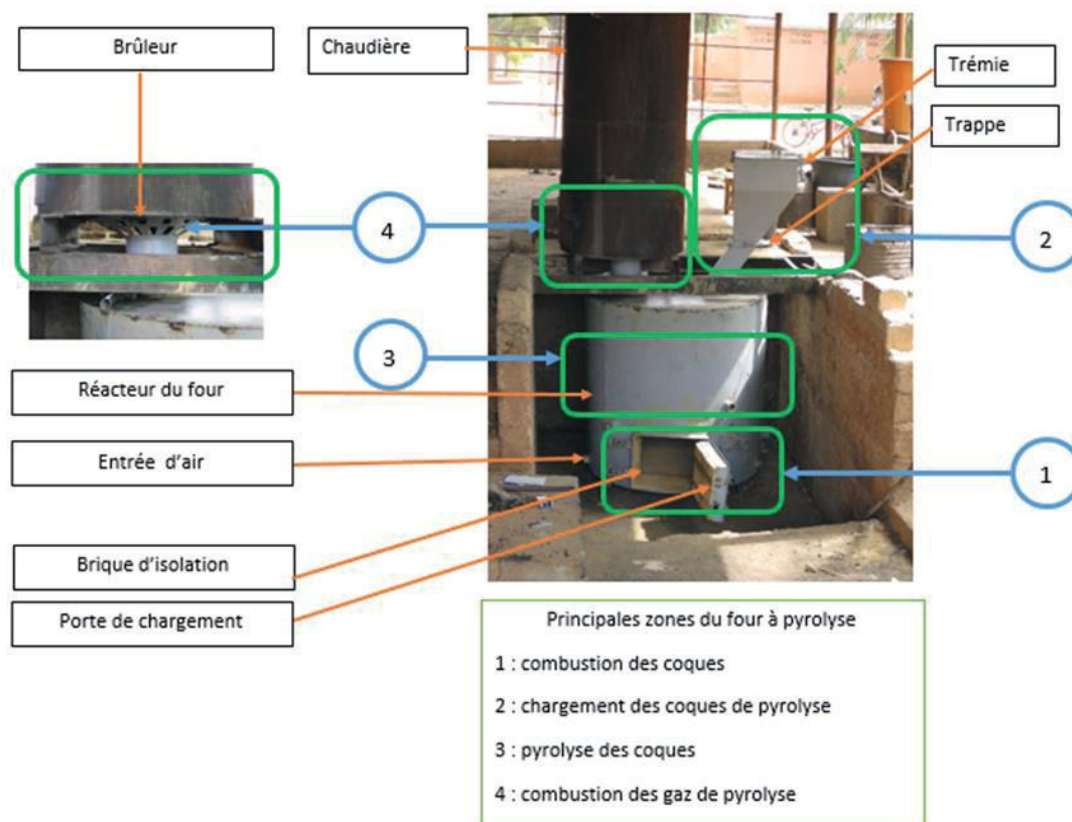 Brûleur
Chaudière
Trémie
Trappe
4
2
3
Réacteur du four
Entrée d'air
1
Brique d'isolation
Porte de chargement
Principales zones du four à pyrolyse
1 : combustion des coques
2 : chargement des coques de pyrolyse
3 : pyrolyse des coques
4 : combustion des gaz de pyrolyse